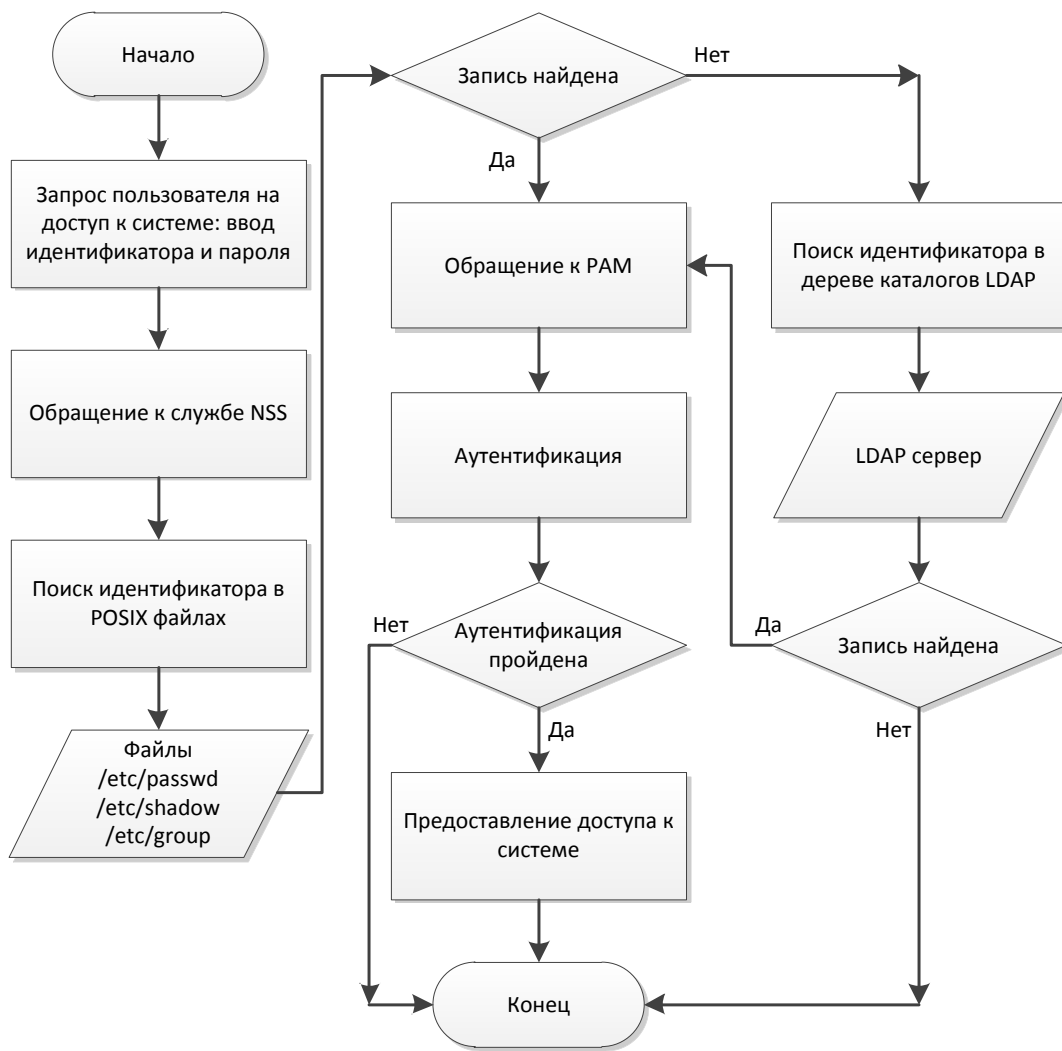 Начало
Запрос пользователя на
доступ к системе: ввод
идентификатора и пароля
Обращение к службе NSS
Поиск идентификатора в
POSIX файлах
Файлы
/etc/passwd
/etc/shadow
/etc/group
Запись найдена
Нет
Да
Обращение к PAM
Аутентификация
Нет
Аутентификация
пройдена
Да
Предоставление доступа к
системе
Конец
Поиск идентификатора в
дереве каталогов LDAP
LDAP сервер
Да
Запись найдена
Нет